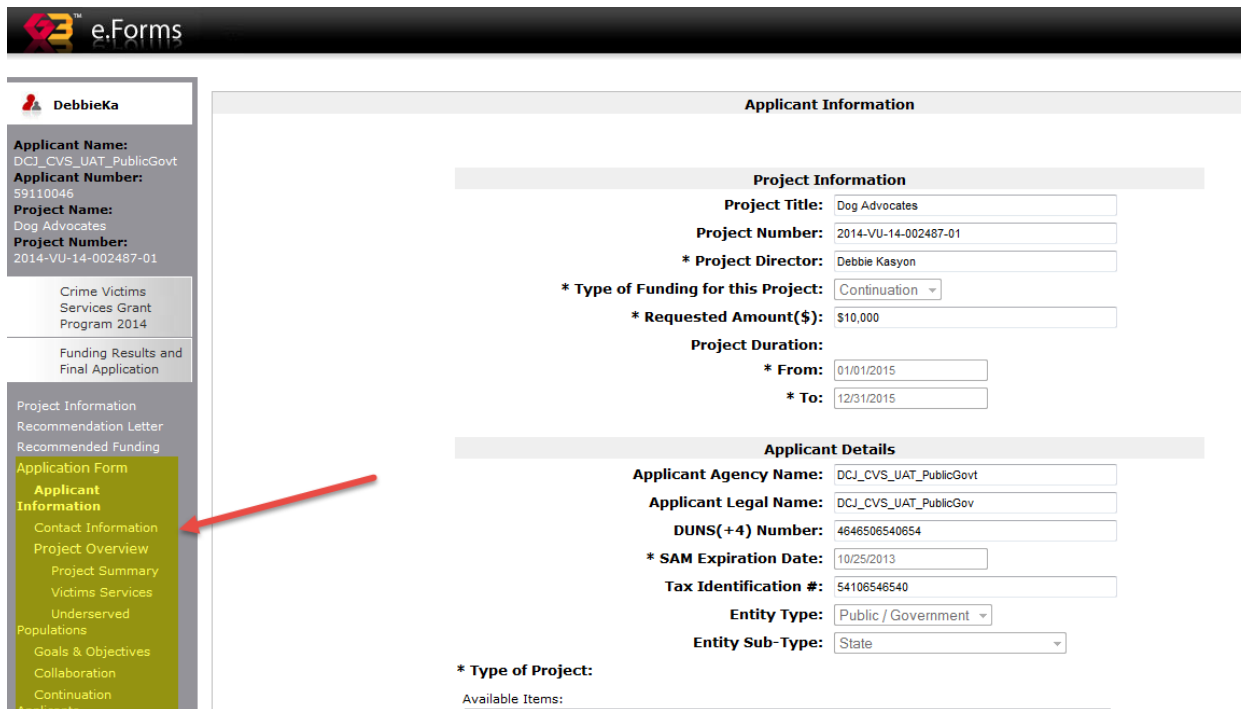 G3™ e.Forms
DebbieKa
Applicant Name:
DCJ_CVS_UAT_PublicGovt
Applicant Number:
59110046
Project Name:
Dog Advocates
Project Number:
2014-VU-14-002487-01
Crime Victims
Services Grant
Program 2014
Funding Results and
Final Application
Project Information
Recommendation Letter
Recommended Funding
Application Form
Applicant
Information
Contact Information
Project Overview
Project Summary
Victims Services
Underserved
Populations
Goals & Objectives
Collaboration
Continuation
Applicants
Applicant Information
Project Information
Project Title: Dog Advocates
Project Number: 2014-VU-14-002487-01
* Project Director: Debbie Kasyon
* Type of Funding for this Project: Continuation
* Requested Amount($): $10,000
Project Duration:
* From: 01/01/2015
* To: 12/31/2015
Applicant Details
Applicant Agency Name: DCJ_CVS_UAT_PublicGovt
Applicant Legal Name: DCJ_CVS_UAT_PublicGov
DUNS(+4) Number: 4646506540654
* SAM Expiration Date: 10/25/2013
Tax Identification #: 54106546540
Entity Type: Public / Government
Entity Sub-Type: State
* Type of Project:
Available Items: